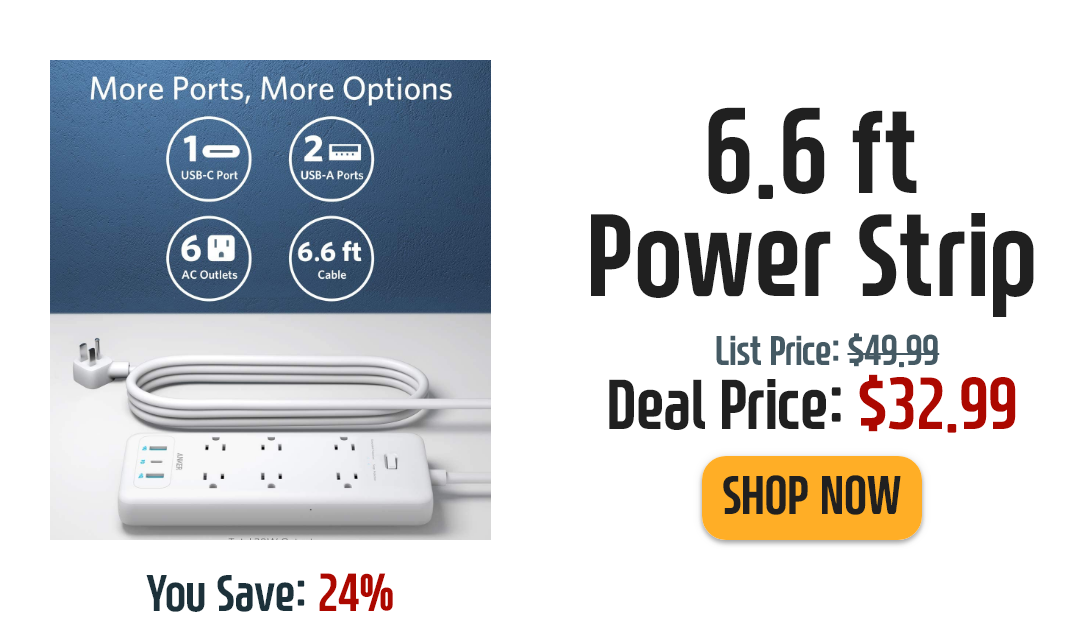 More Ports, More Options
1
USB-C Port
2
USB-A Ports
6
AC Outlets
6.6 ft
Cable
ANKER
6.6 ft
Power Strip
List Price: $49.99
Deal Price: $32.99
SHOP NOW
You Save: 24%